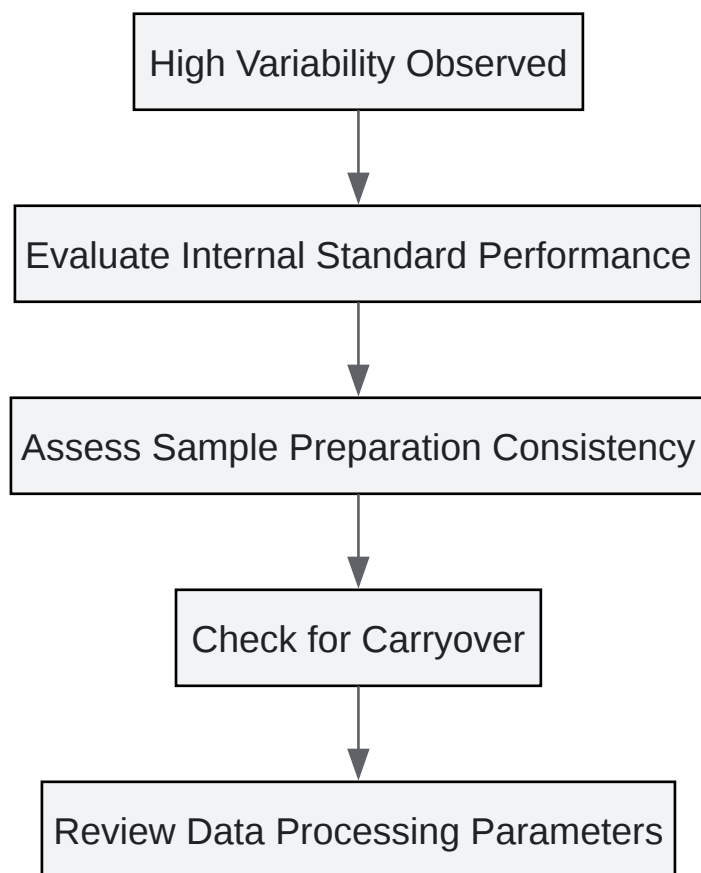 High Variability Observed
Evaluate Internal Standard Performance
Assess Sample Preparation Consistency
Check for Carryover
Review Data Processing Parameters